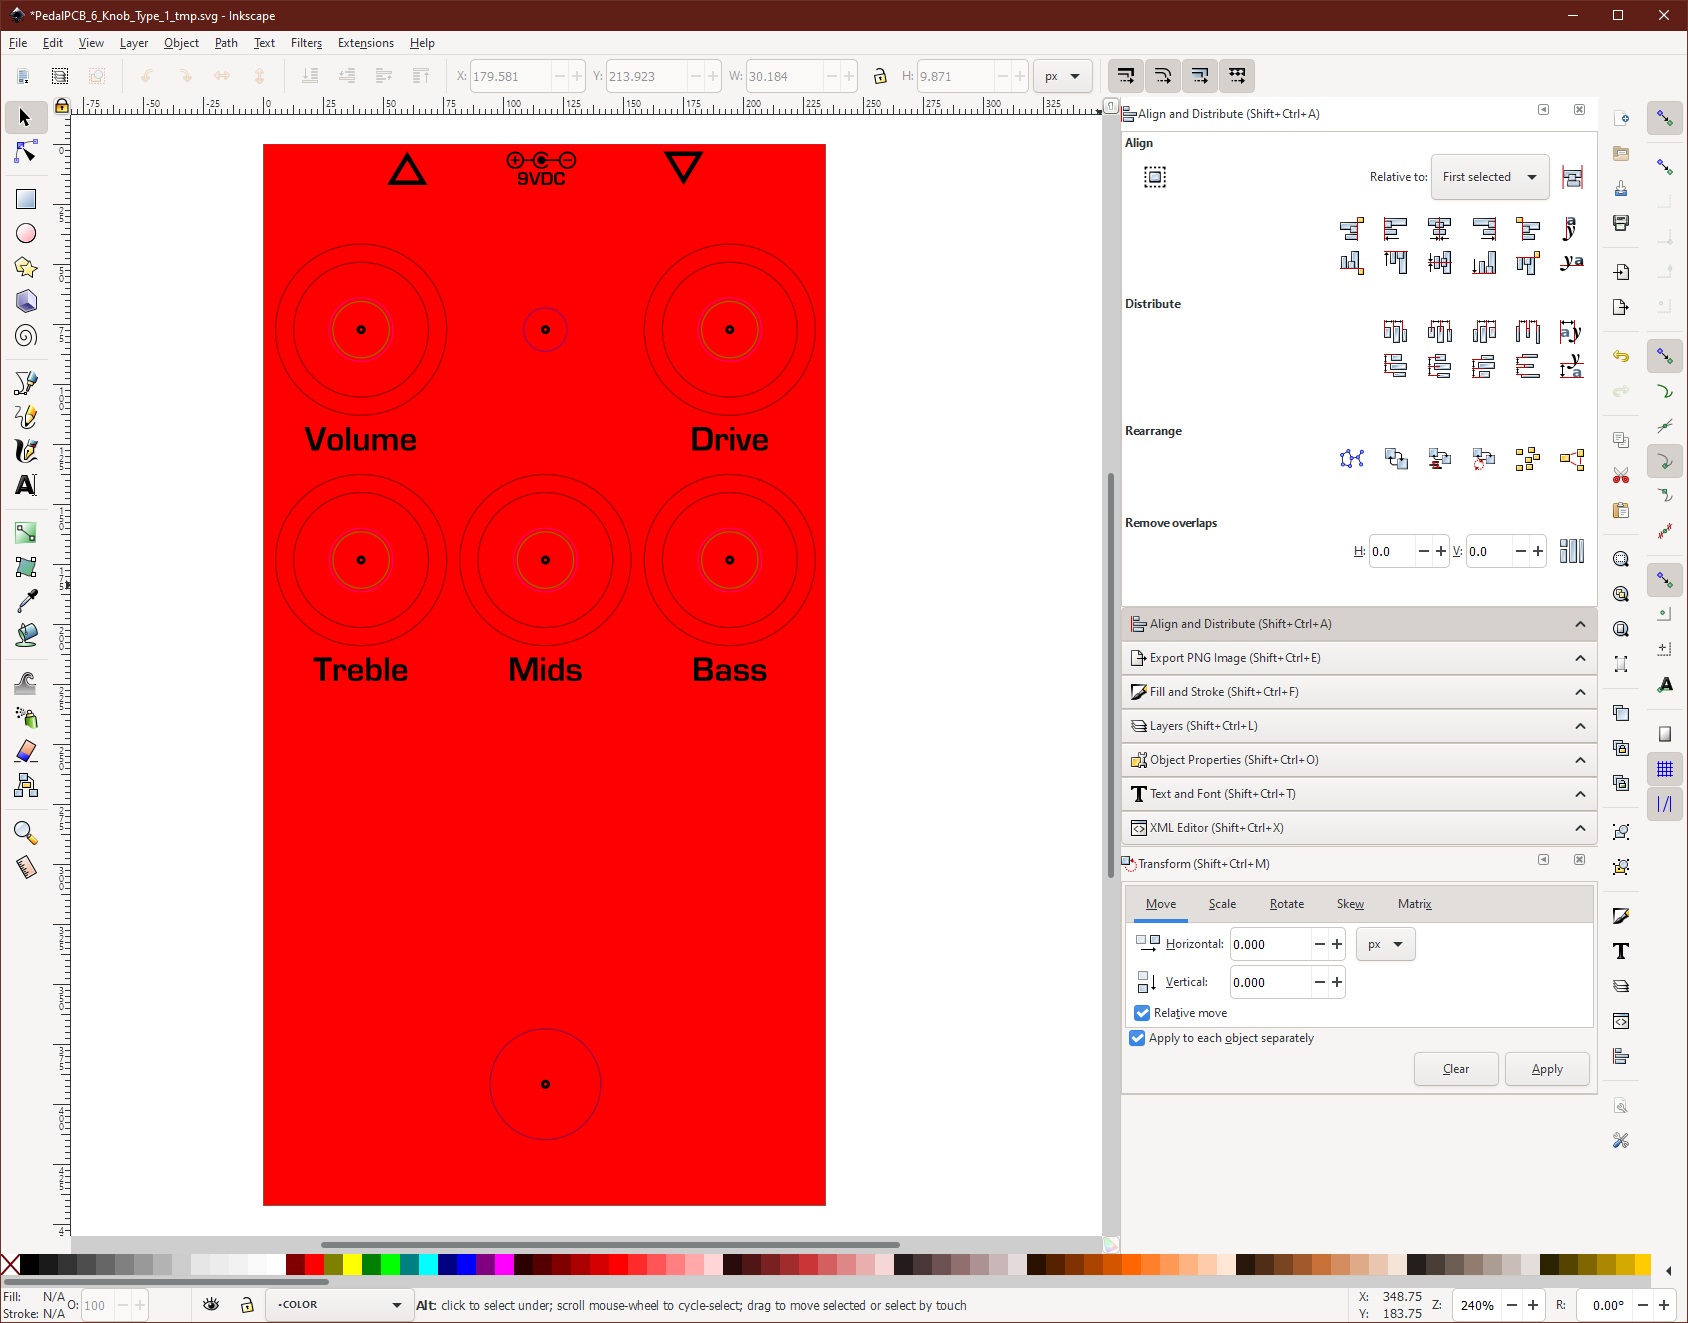 *PedalPCB_6_Knob_Type_1_tmp.svg - Inkscape
File Edit View Layer Object Path Text Filters Extensions Help
X: 179.581 Y: 213.923 W: 30.184 H: 9.871 px
-75 -50 -25 0 25 50 75 100 125 150 175 200 225 250 275 300 325
9VDC
Volume Drive
Treble Mids Bass
Align and Distribute (Shift+Ctrl+A)
Align
Relative to: First selected
Distribute
Rearrange
Remove overlaps
H: 0.0 V: 0.0
Align and Distribute (Shift+Ctrl+A)
Export PNG Image (Shift+Ctrl+E)
Fill and Stroke (Shift+Ctrl+F)
Layers (Shift+Ctrl+L)
Object Properties (Shift+Ctrl+O)
Text and Font (Shift+Ctrl+T)
XML Editor (Shift+Ctrl+X)
Transform (Shift+Ctrl+M)
Move Scale Rotate Skew Matrix
Horizontal: 0.000 px
Vertical: 0.000
Relative move
Apply to each object separately
Clear Apply
Fill: N/A
Stroke: N/A
O: 100
•COLOR
Alt: click to select under; scroll mouse-wheel to cycle-select; drag to move selected or select by touch
X: 348.75
Y: 183.75
Z: 240%
R: 0.00°